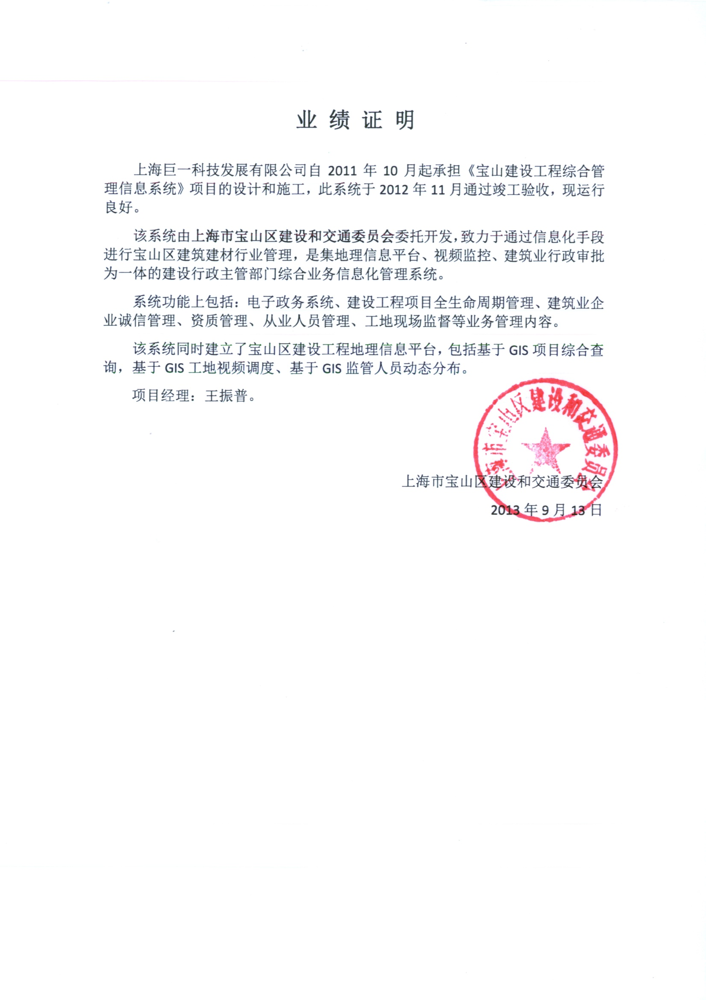 业绩证明
上海巨一科技发展有限公司自 2011 年 10 月起承担《宝山建设工程综合管
理信息系统》项目的设计和施工，此系统于 2012 年 11 月通过竣工验收，现运行
良好。
该系统由上海市宝山区建设和交通委员会委托开发，致力于通过信息化手段
进行宝山区建筑建材行业管理，是集地理信息平台、视频监控、建筑业行政审批
为一体的建设行政主管部门综合业务信息化管理系统。
系统功能上包括：电子政务系统、建设工程项目全生命周期管理、建筑业企
业诚信管理、资质管理、从业人员管理、工地现场监督等业务管理内容。
该系统同时建立了宝山区建设工程地理信息平台，包括基于 GIS 项目综合查
询，基于 GIS 工地视频调度、基于 GIS 监管人员动态分布。
项目经理：王振普。
上海市宝山区建设和交通委员会
上海市宝山区建设和交通委员会
2013 年 9 月 13 日